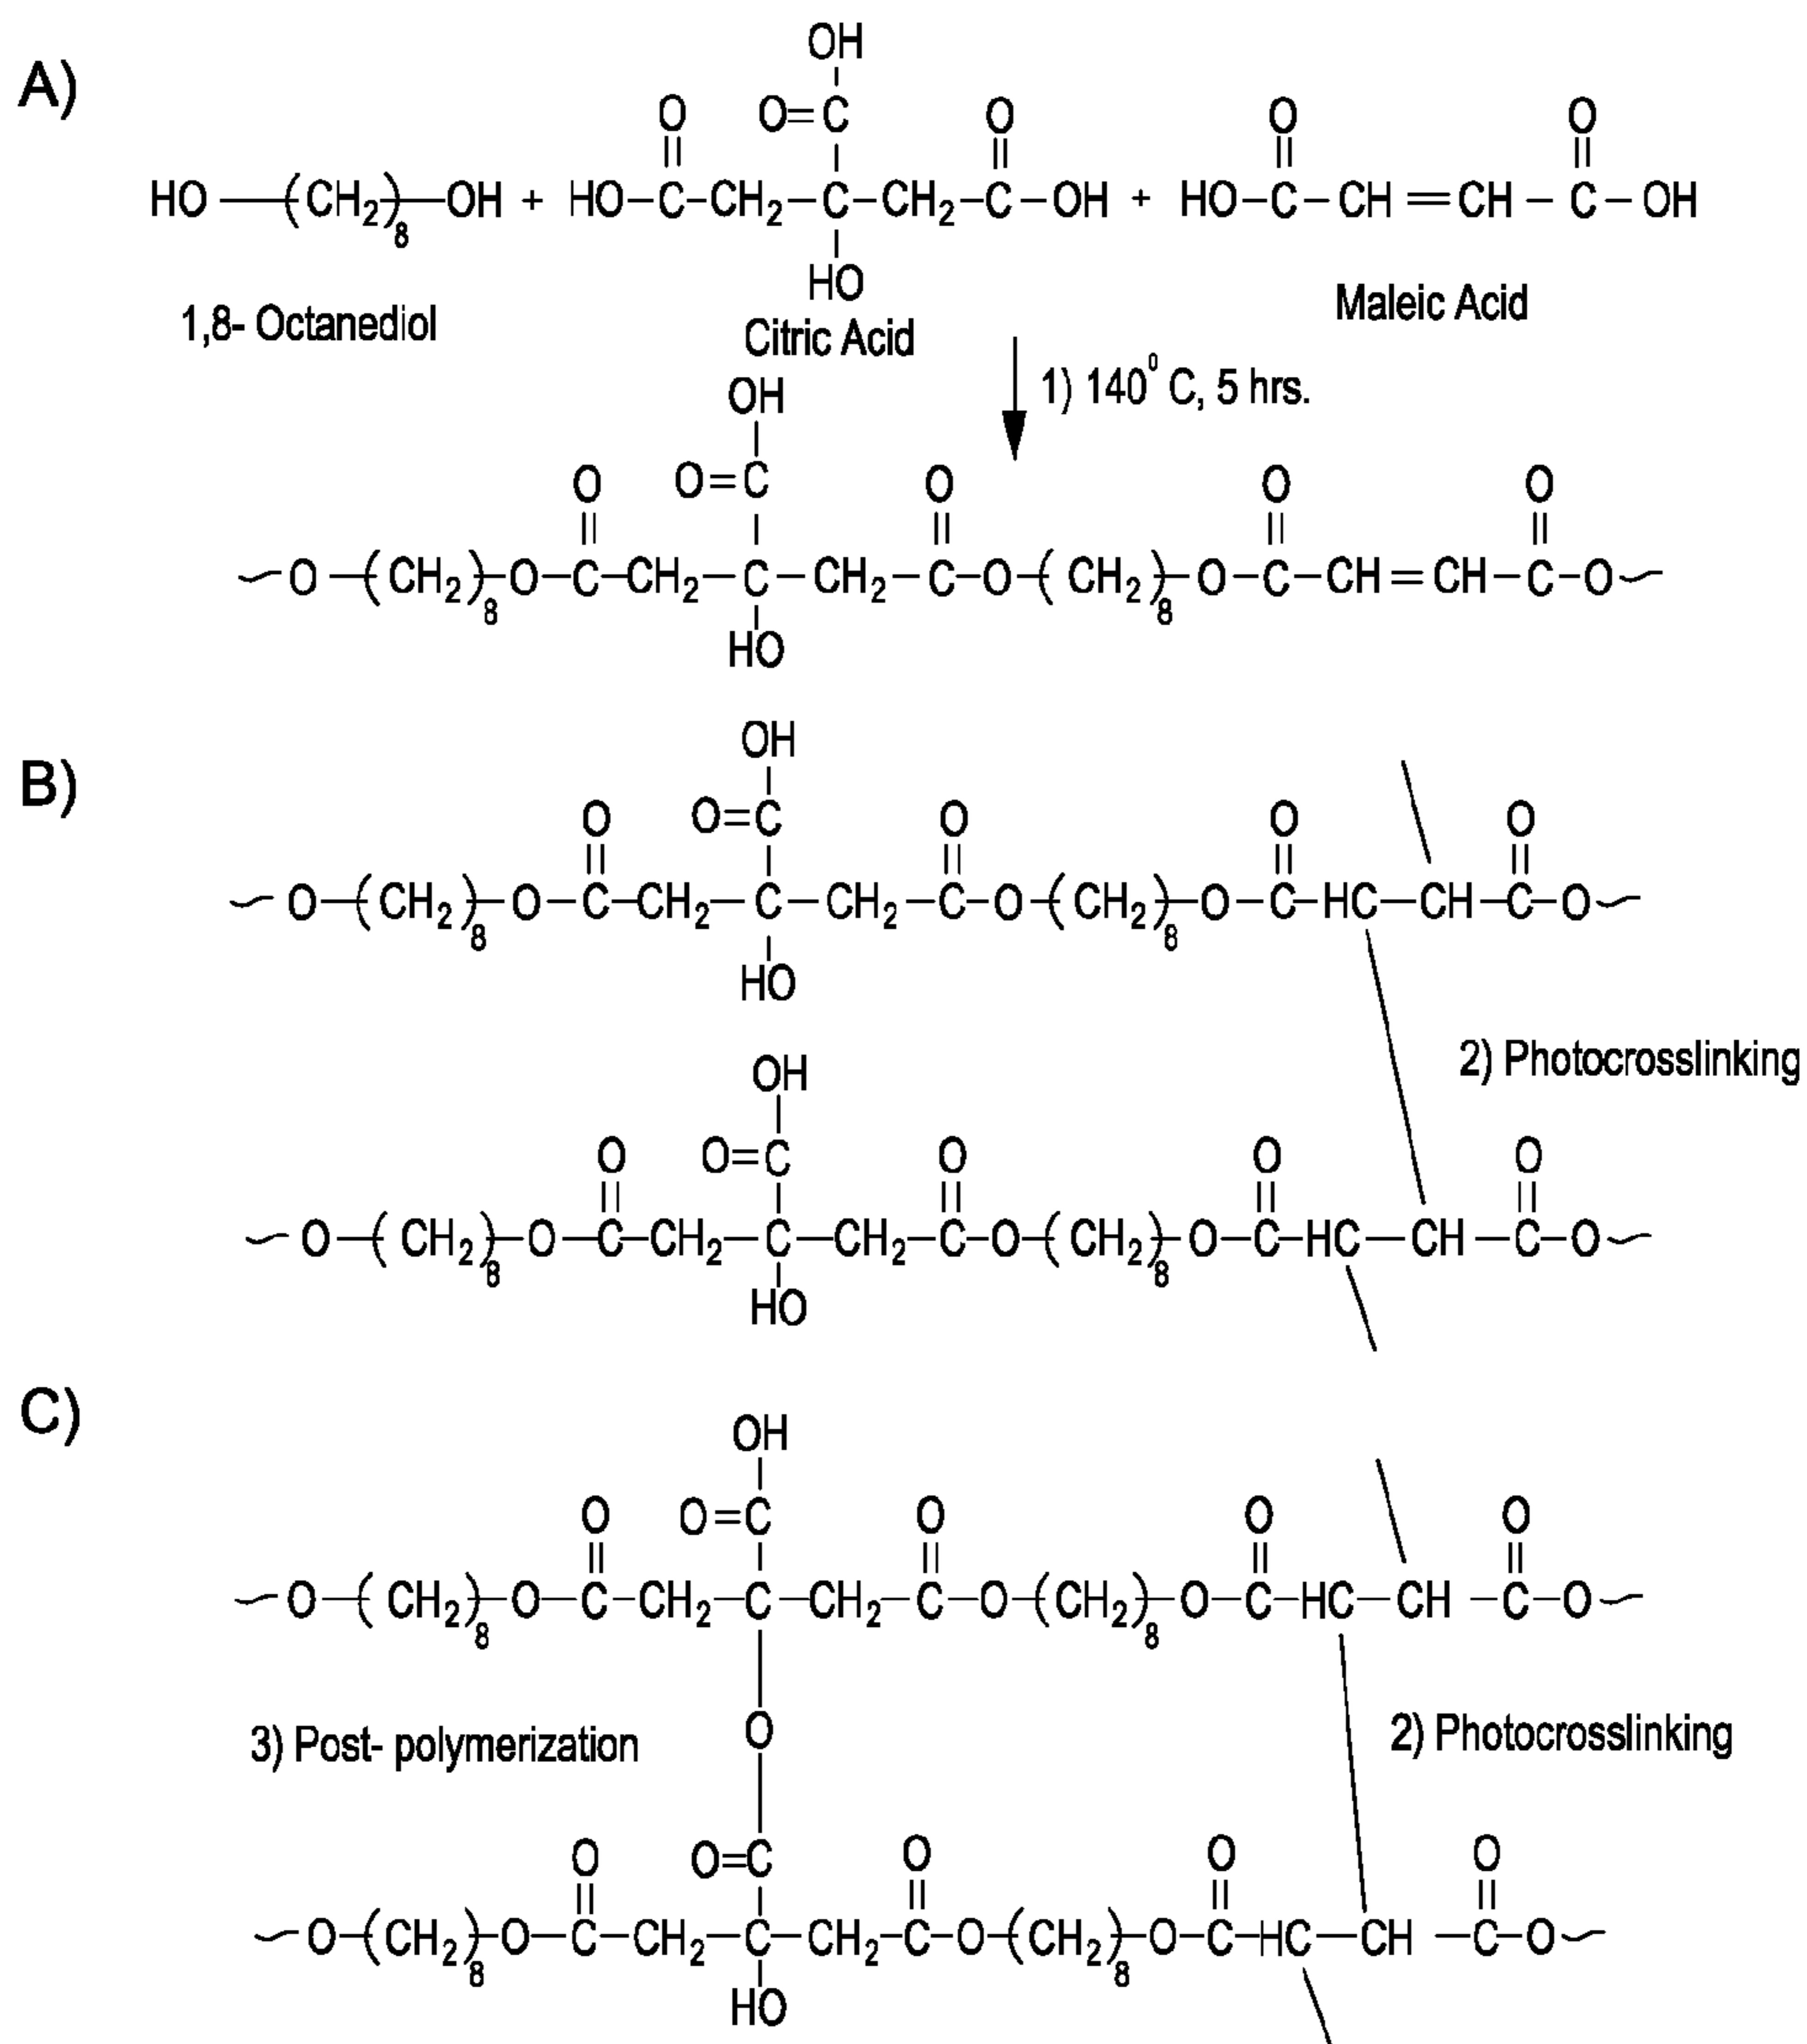 A)
OH
O O=C O O O
HO—(CH2)8—OH + HO–C–CH2–C–CH2–C–OH + HO–C–CH=CH–C–OH
HO
1,8- Octanediol
Citric Acid
Maleic Acid
1) 140⁰ C, 5 hrs.
OH
O O=C O O O
~O–(CH2)8–O–C–CH2–C–CH2–C–O–(CH2)8–O–C–CH=CH–C–O~
HO
B)
OH
O O=C O O O
~O–(CH2)8–O–C–CH2–C–CH2–C–O–(CH2)8–O–C–HC–CH–C–O~
HO
2) Photocrosslinking
OH
O O=C O O O
~O–(CH2)8–O–C–CH2–C–CH2–C–O–(CH2)8–O–C–HC–CH–C–O~
HO
C)
OH
O O=C O O O
~O–(CH2)8–O–C–CH2–C–CH2–C–O–(CH2)8–O–C–HC–CH–C–O~
3) Post- polymerization
O
2) Photocrosslinking
O O=C O O O
~O–(CH2)8–O–C–CH2–C–CH2–C–O–(CH2)8–O–C–HC–CH–C–O~
HO